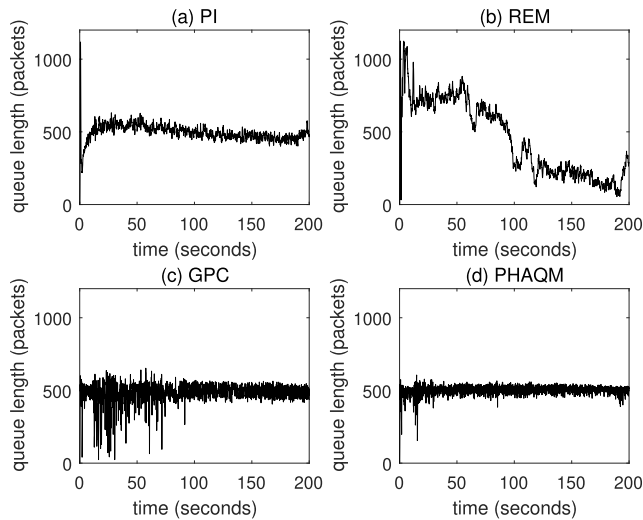 (a) PI
(b) REM
queue length (packets)
1000
500
0
queue length (packets)
1000
500
0
0 50 100 150 200
0 50 100 150 200
time (seconds)
time (seconds)
(c) GPC
(d) PHAQM
queue length (packets)
1000
500
0
queue length (packets)
1000
500
0
0 50 100 150 200
0 50 100 150 200
time (seconds)
time (seconds)